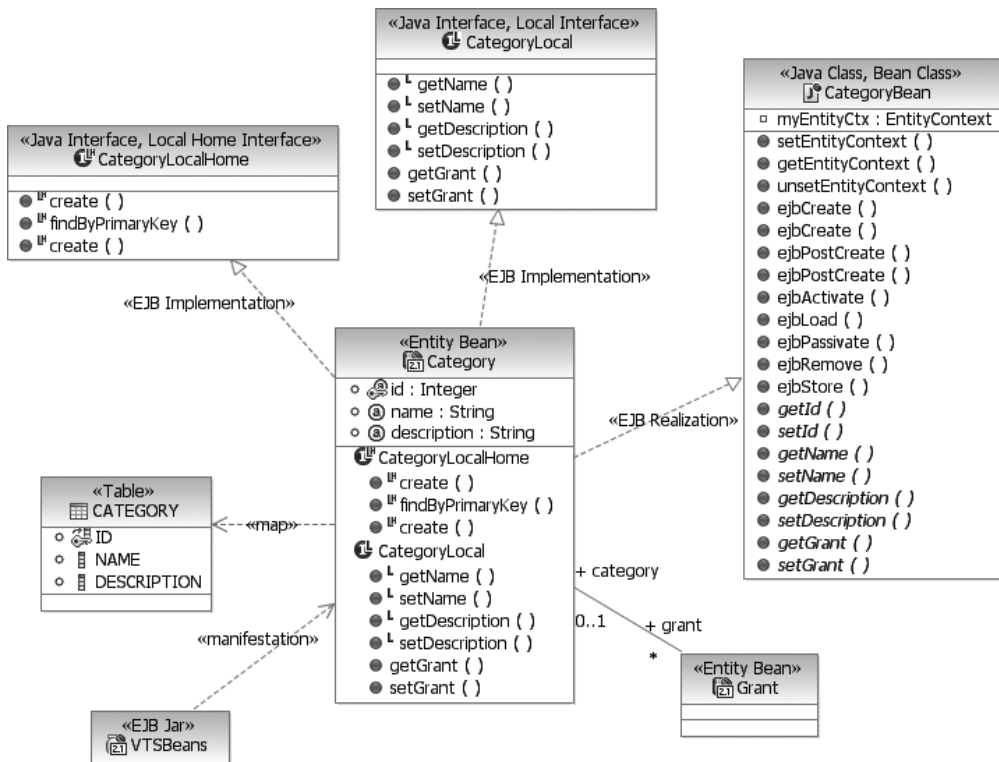 «Java Interface, Local Interface»
CategoryLocal
getName ( )
setName ( )
getDescription ( )
setDescription ( )
getGrant ( )
setGrant ( )
«Java Interface, Local Home Interface»
CategoryLocalHome
create ( )
findByPrimaryKey ( )
create ( )
«Java Class, Bean Class»
CategoryBean
myEntityCtx : EntityContext
setEntityContext ( )
getEntityContext ( )
unsetEntityContext ( )
ejbCreate ( )
ejbCreate ( )
ejbPostCreate ( )
ejbPostCreate ( )
ejbActivate ( )
ejbLoad ( )
ejbPassivate ( )
ejbRemove ( )
ejbStore ( )
getId ( )
setId ( )
getName ( )
setName ( )
getDescription ( )
setDescription ( )
getGrant ( )
setGrant ( )
«EJB Implementation»
«EJB Implementation»
«Entity Bean»
Category
id : Integer
name : String
description : String
CategoryLocalHome
create ( )
findByPrimaryKey ( )
create ( )
CategoryLocal
getName ( )
setName ( )
getDescription ( )
setDescription ( )
getGrant ( )
setGrant ( )
«EJB Realization»
«Table»
CATEGORY
ID
NAME
DESCRIPTION
«map»
«manifestation»
«EJB Jar»
VTSBeans
+ category
0..1
+ grant
*
«Entity Bean»
Grant